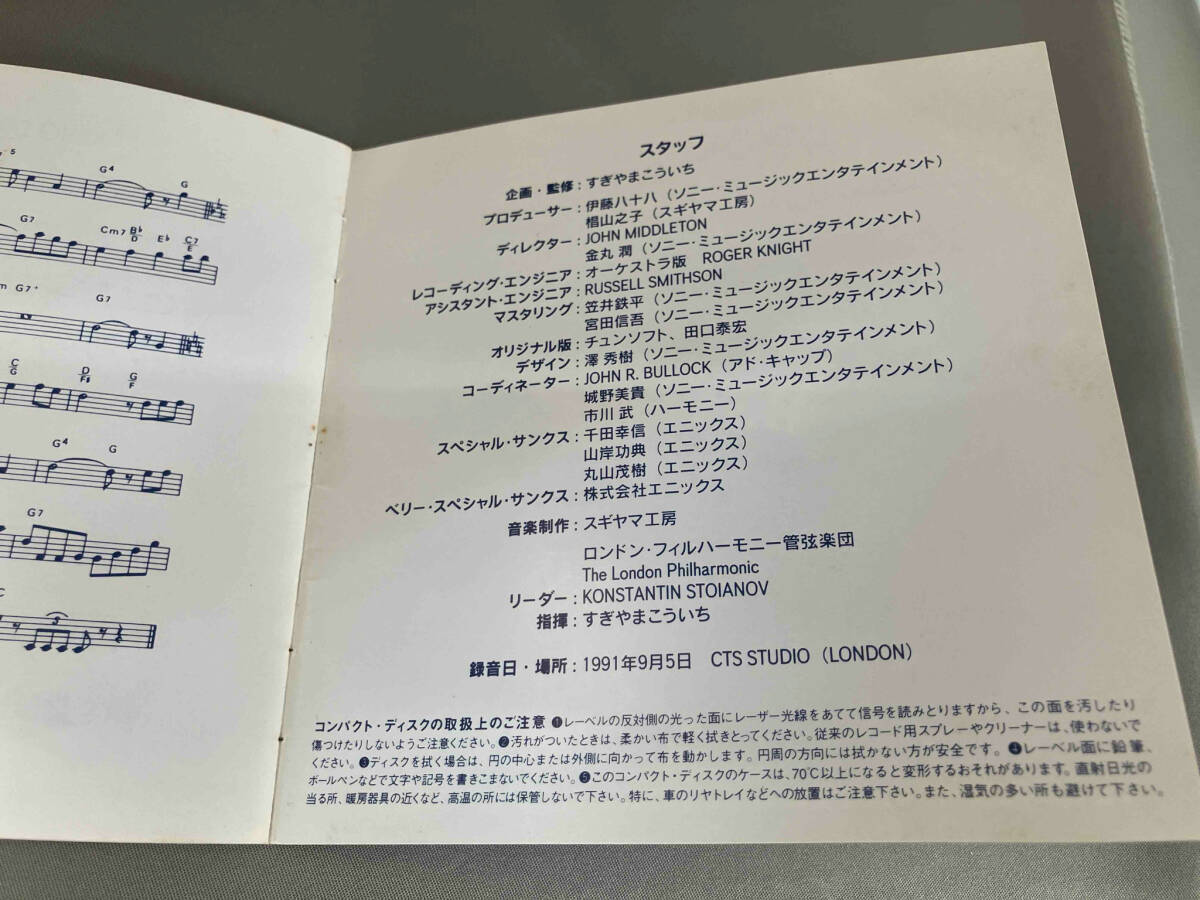 5 G4 G
G7 Cm7 B♭/D E♭ C7/E
m G7+ G7
C/G D/F♯ G/F
G4 G
G7
C
3
スタッフ
企画・監修：すぎやまこういち
プロデューサー：伊藤八十八（ソニー・ミュージックエンタテインメント）
椙山之子（スギヤマ工房）
ディレクター：JOHN MIDDLETON
金丸 潤（ソニー・ミュージックエンタテインメント）
レコーディング・エンジニア：オーケストラ版 ROGER KNIGHT
アシスタント・エンジニア：RUSSELL SMITHSON
マスタリング：笠井鉄平（ソニー・ミュージックエンタテインメント）
宮田信吾（ソニー・ミュージックエンタテインメント）
オリジナル版：チュンソフト、田口泰宏
デザイン：澤 秀樹（ソニー・ミュージックエンタテインメント）
コーディネーター：JOHN R. BULLOCK（アド・キャップ）
城野美貴（ソニー・ミュージックエンタテインメント）
市川 武（ハーモニー）
スペシャル・サンクス：千田幸信（エニックス）
山岸功典（エニックス）
丸山茂樹（エニックス）
ベリー・スペシャル・サンクス：株式会社エニックス
音楽制作：スギヤマ工房
ロンドン・フィルハーモニー管弦楽団
The London Philharmonic
リーダー：KONSTANTIN STOIANOV
指揮：すぎやまこういち
録音日・場所：1991年9月5日 CTS STUDIO（LONDON）
コンパクト・ディスクの取扱上のご注意 ❶レーベルの反対側の光った面にレーザー光線をあてて信号を読みとりますから、この面を汚したり
傷つけたりしないようご注意ください。❷汚れがついたときは、柔かい布で軽く拭きとってください。従来のレコード用スプレーやクリーナーは、使わないで
ください。❸ディスクを拭く場合は、円の中心または外側に向かって布を動かします。円周の方向には拭かない方が安全です。❹レーベル面に鉛筆、
ボールペンなどで文字や記号を書きこまないでください。❺このコンパクト・ディスクのケースは、70℃以上になると変形するおそれがあります。直射日光の
当る所、暖房器具の近くなど、高温の所には保管しないで下さい。特に、車のリヤトレイなどへの放置はご注意下さい。また、湿気の多い所も避けて下さい。